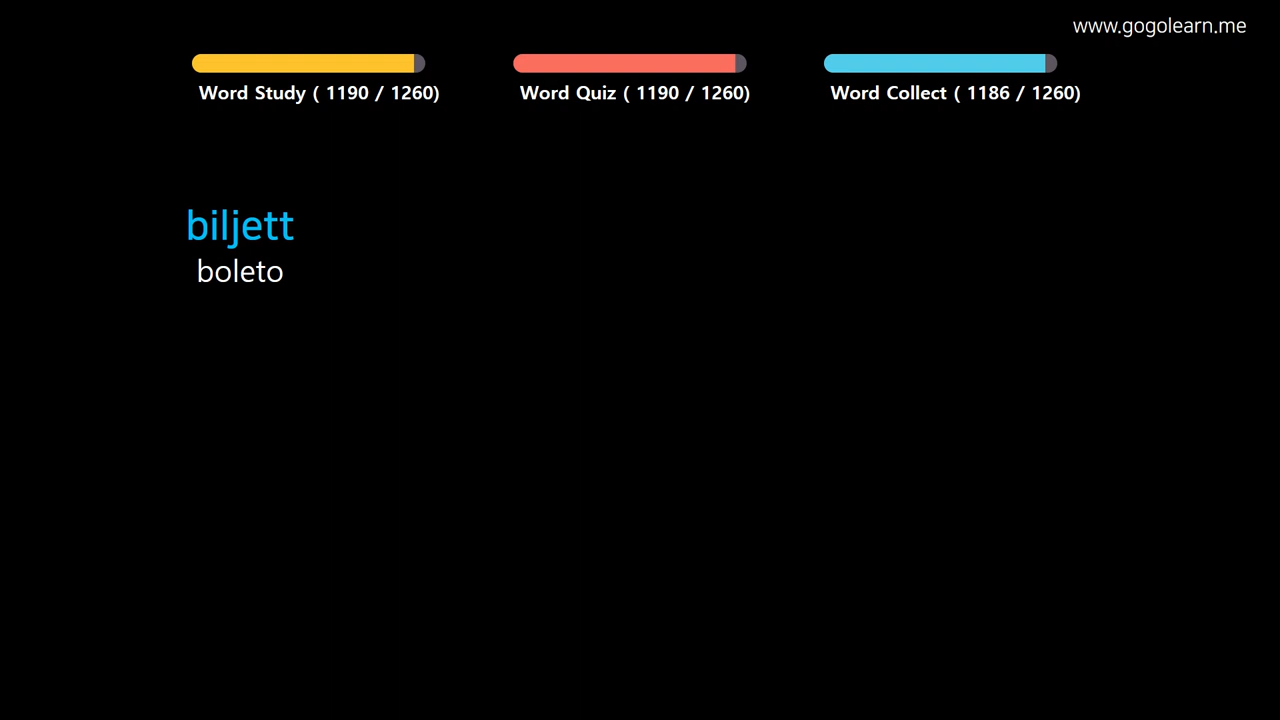 www.gogolearn.me
Word Study ( 1190 / 1260)
Word Quiz ( 1190 / 1260)
Word Collect ( 1186 / 1260)
biljett
boleto